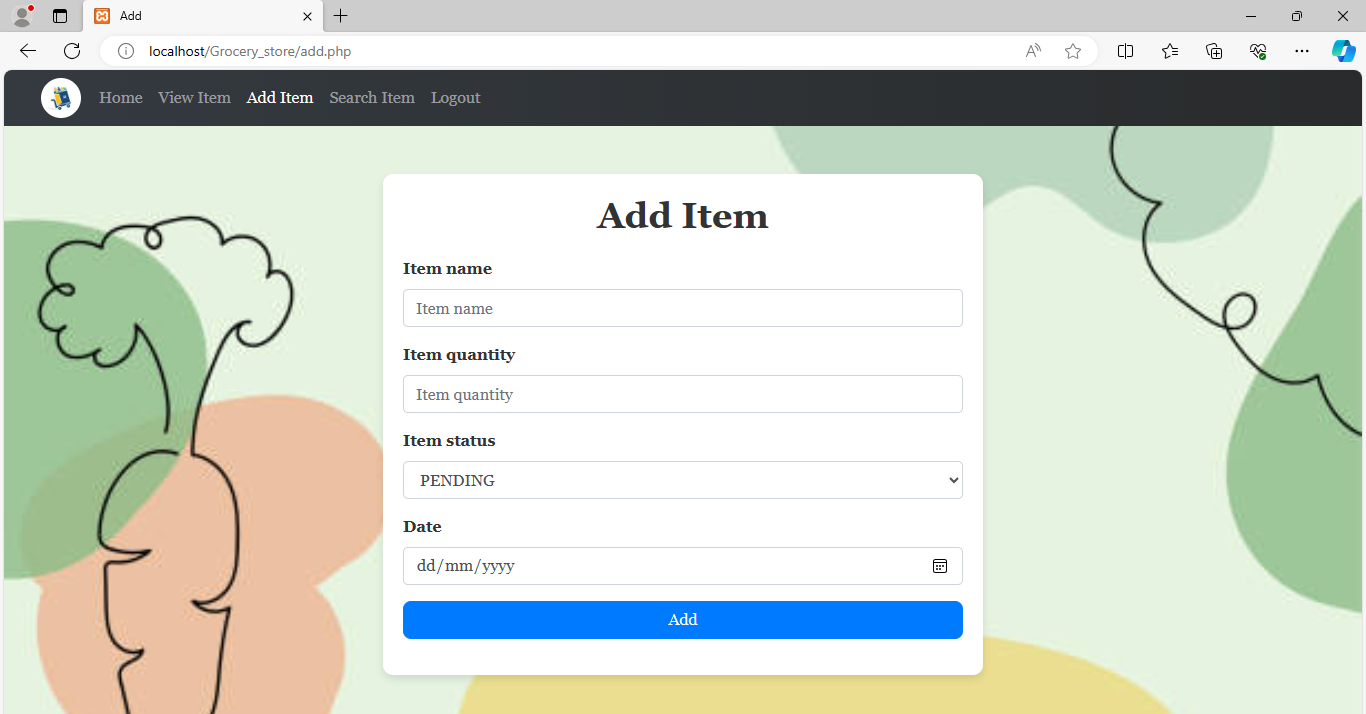 Add
localhost/Grocery_store/add.php
Home View Item Add Item Search Item Logout
Add Item
Item name
Item name
Item quantity
Item quantity
Item status
PENDING
Date
dd/mm/yyyy
Add